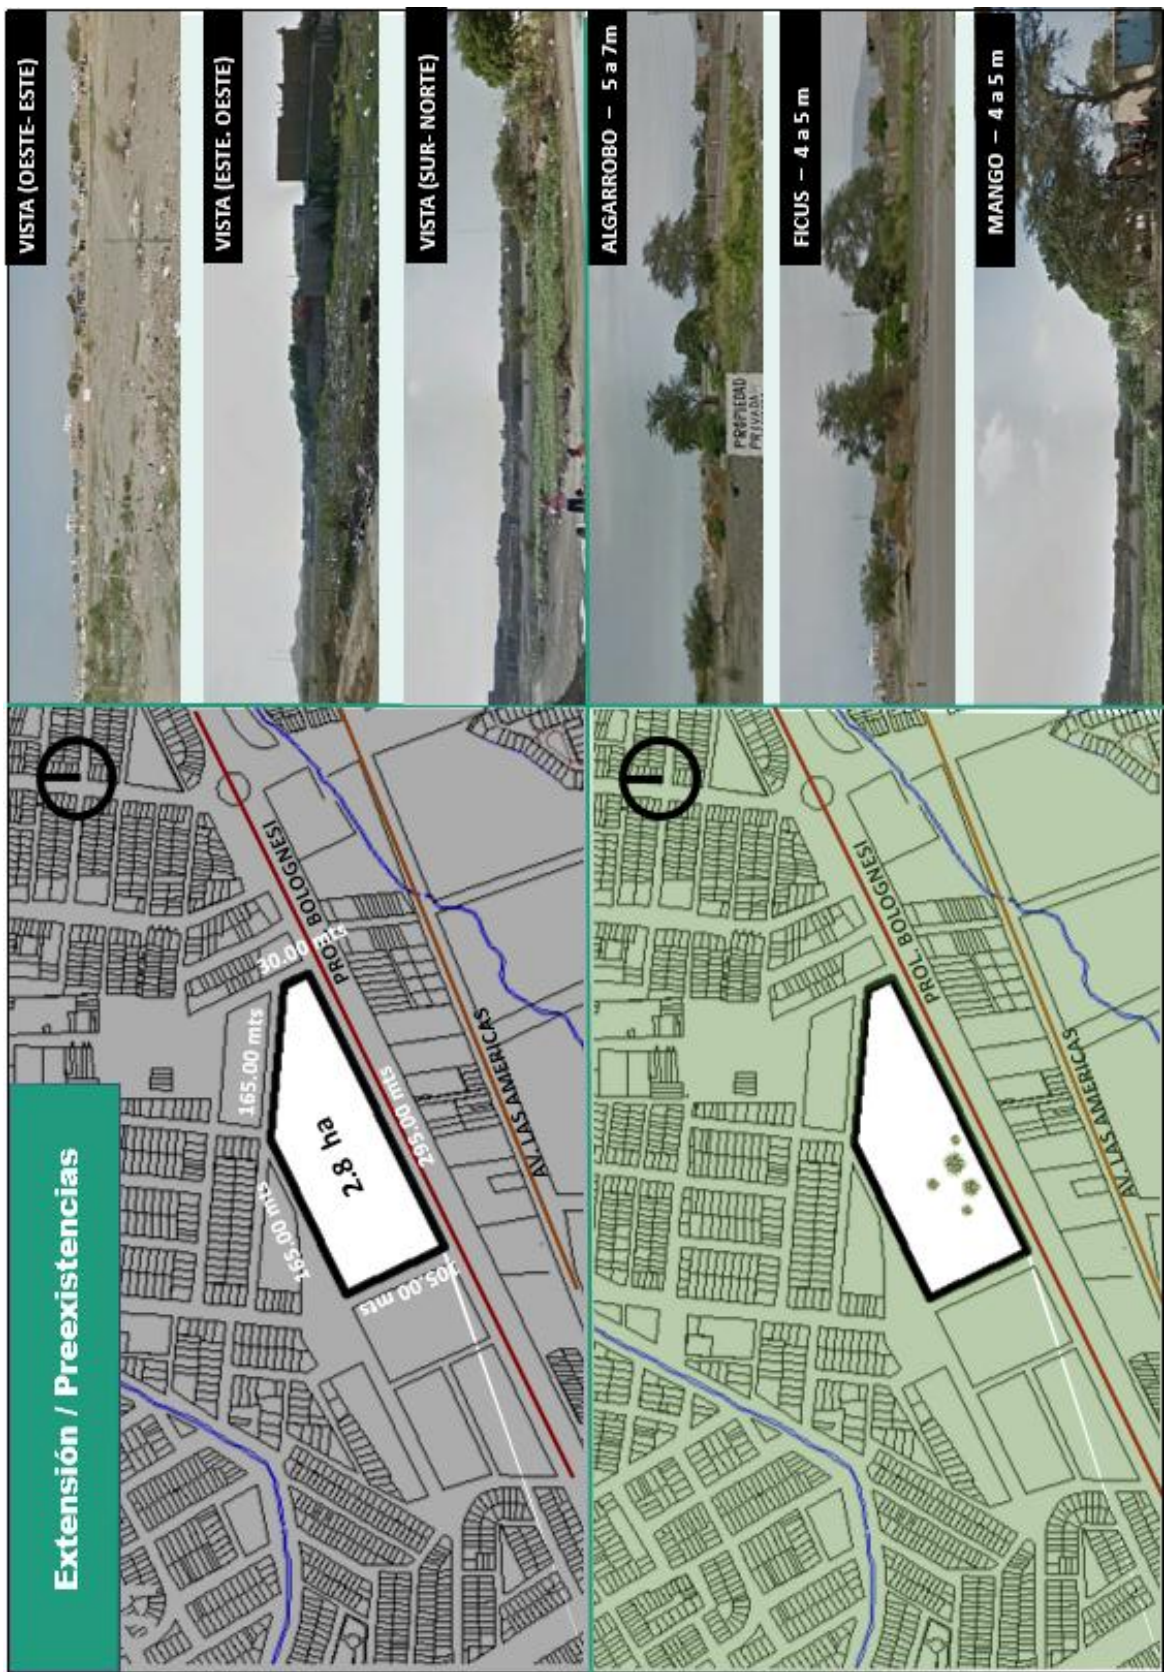 Extensión / Preexistencias
165.00 mts
30.00 mts
165.00 mts
2.8 ha
295.00 mts
105.00 mts
BOLOGNESI
AV. LAS AMERICAS
VISTA (OESTE- ESTE)
VISTA (ESTE. OESTE)
VISTA (SUR- NORTE)
PROL. BOLOGNESI
AV. LAS AMERICAS
ALGARROBO – 5 a 7m
PROPIEDAD
PRIVADA
FICUS – 4 a 5 m
MANGO – 4 a 5 m